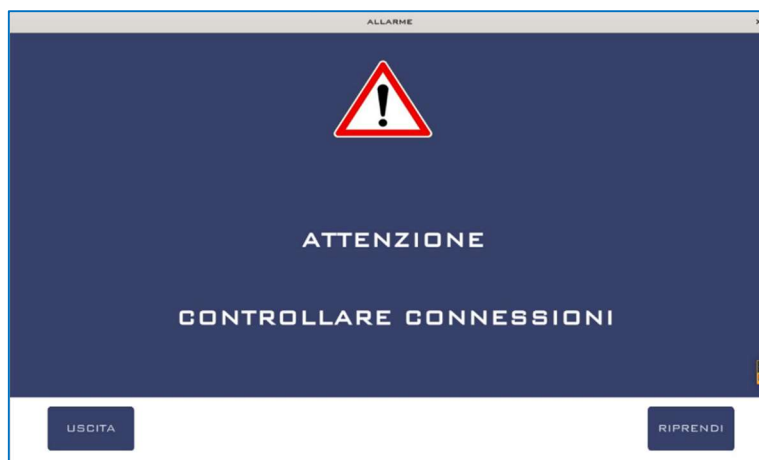 ALLARME
ATTENZIONE
CONTROLLARE CONNESSIONI
USCITA
RIPRENDI